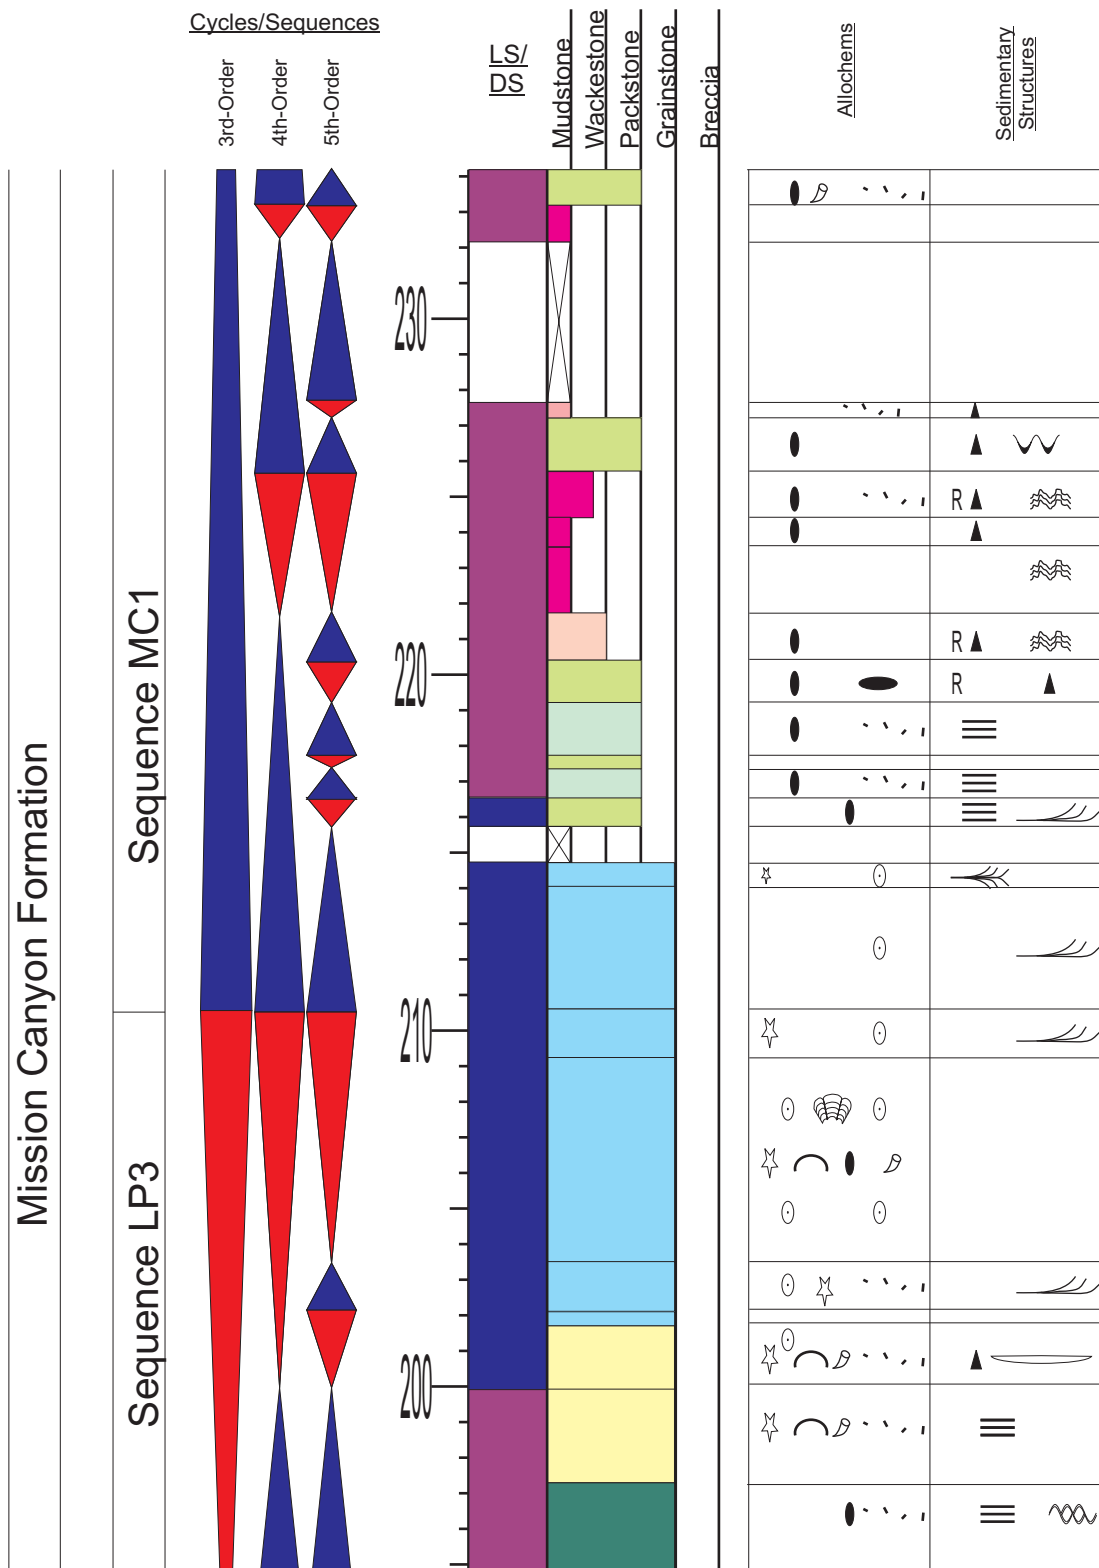 Cycles/Sequences
3rd-Order
4th-Order
5th-Order
LS/
DS
Mudstone
Wackestone
Packstone
Grainstone
Breccia
Allochems
Sedimentary
Structures
230
R
R
R
220
210
200
Mission Canyon Formation
Sequence MC1
Sequence LP3